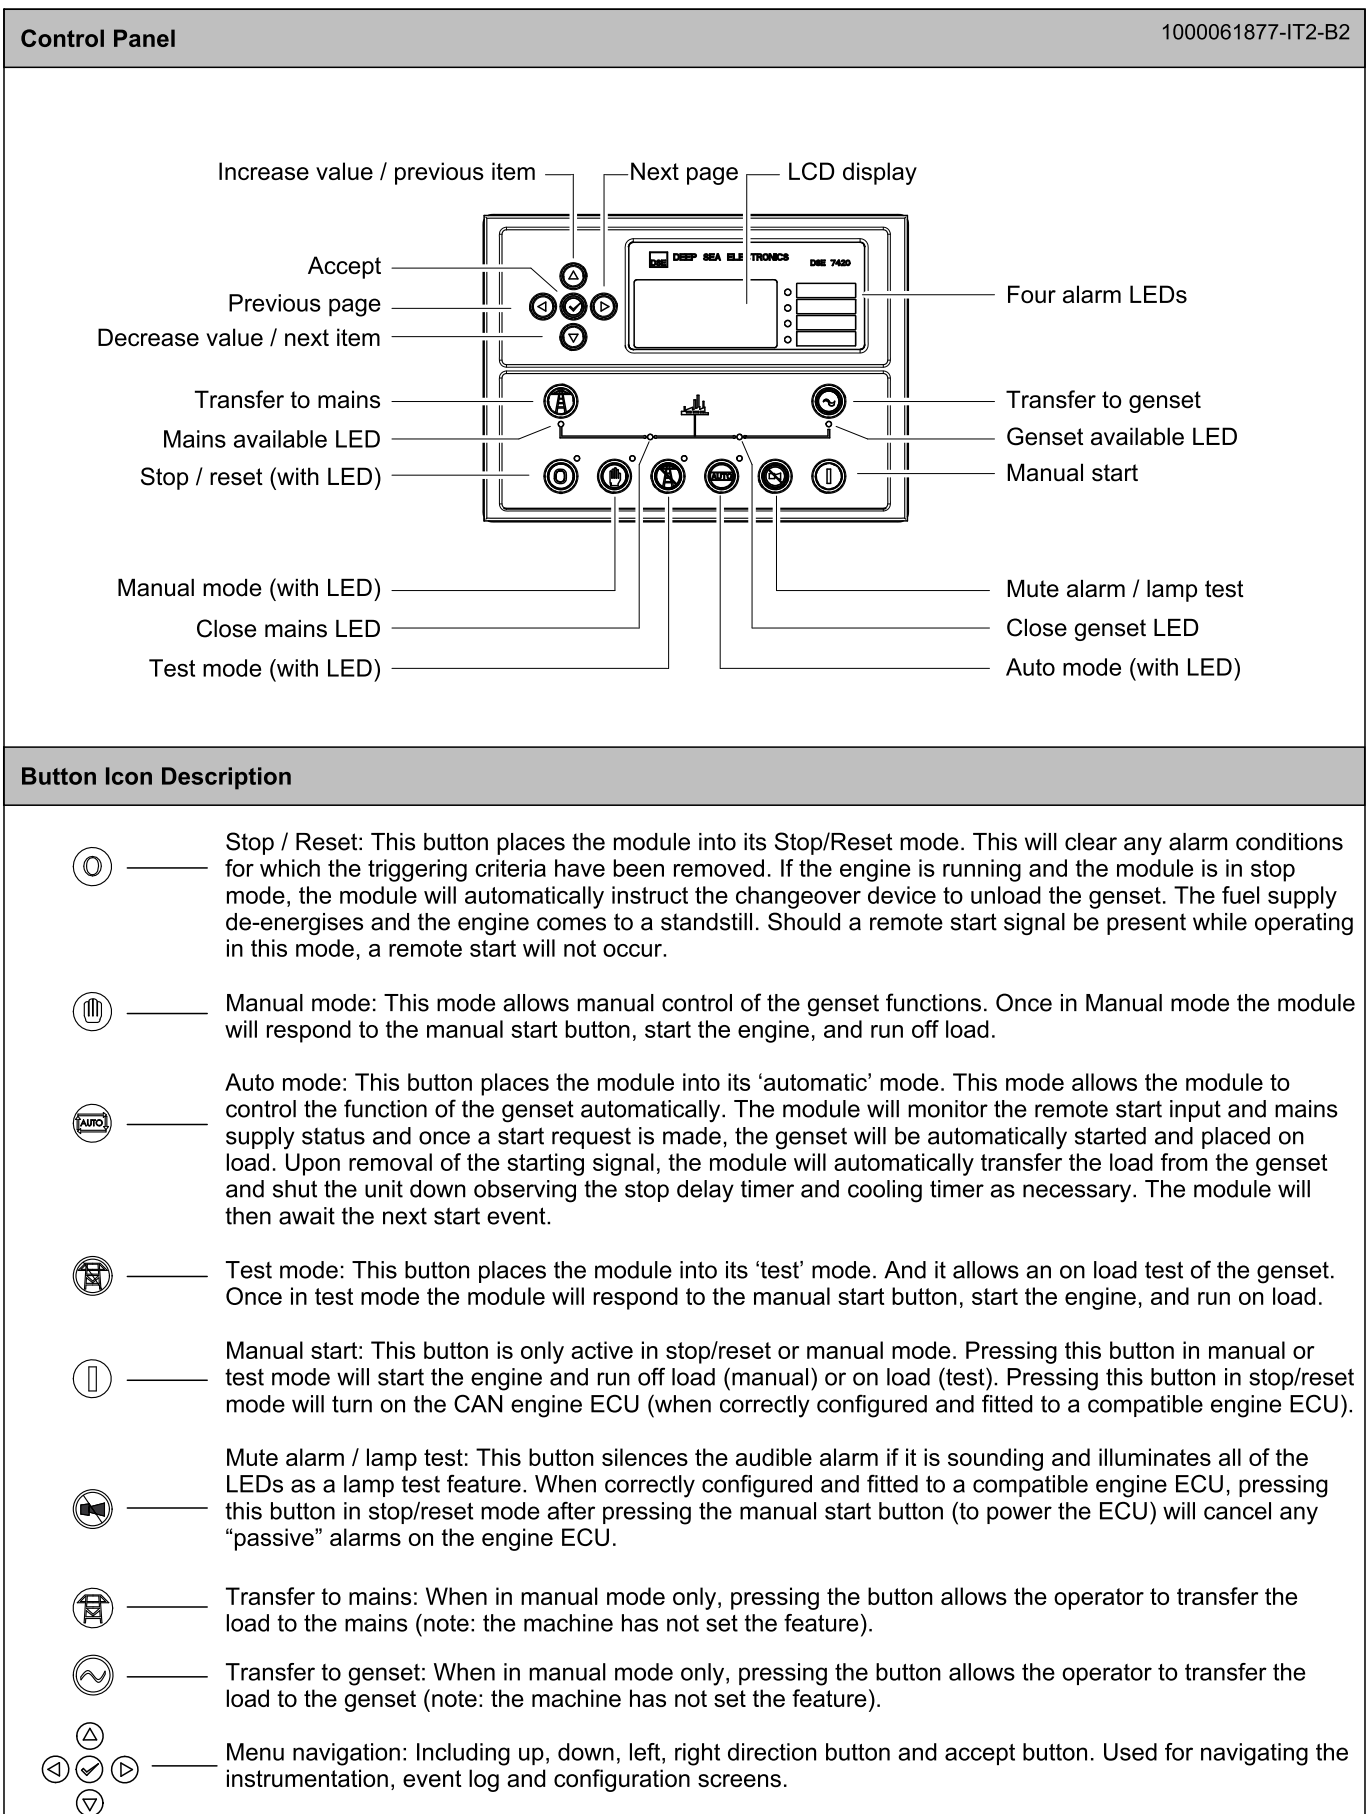 Control Panel
1000061877-IT2-B2
Increase value / previous item
Next page
LCD display
Accept
Previous page
Decrease value / next item
DSE
DEEP SEA ELECTRONICS
DSE 7420
Four alarm LEDs
Transfer to mains
Mains available LED
Stop / reset (with LED)
Transfer to genset
Genset available LED
Manual start
AUTO
Manual mode (with LED)
Close mains LED
Test mode (with LED)
Mute alarm / lamp test
Close genset LED
Auto mode (with LED)
Button Icon Description
Stop / Reset: This button places the module into its Stop/Reset mode. This will clear any alarm conditions
for which the triggering criteria have been removed. If the engine is running and the module is in stop
mode, the module will automatically instruct the changeover device to unload the genset. The fuel supply
de-energises and the engine comes to a standstill. Should a remote start signal be present while operating
in this mode, a remote start will not occur.
Manual mode: This mode allows manual control of the genset functions. Once in Manual mode the module
will respond to the manual start button, start the engine, and run off load.
AUTO
Auto mode: This button places the module into its ‘automatic’ mode. This mode allows the module to
control the function of the genset automatically. The module will monitor the remote start input and mains
supply status and once a start request is made, the genset will be automatically started and placed on
load. Upon removal of the starting signal, the module will automatically transfer the load from the genset
and shut the unit down observing the stop delay timer and cooling timer as necessary. The module will
then await the next start event.
Test mode: This button places the module into its ‘test’ mode. And it allows an on load test of the genset.
Once in test mode the module will respond to the manual start button, start the engine, and run on load.
Manual start: This button is only active in stop/reset or manual mode. Pressing this button in manual or
test mode will start the engine and run off load (manual) or on load (test). Pressing this button in stop/reset
mode will turn on the CAN engine ECU (when correctly configured and fitted to a compatible engine ECU).
Mute alarm / lamp test: This button silences the audible alarm if it is sounding and illuminates all of the
LEDs as a lamp test feature. When correctly configured and fitted to a compatible engine ECU, pressing
this button in stop/reset mode after pressing the manual start button (to power the ECU) will cancel any
“passive” alarms on the engine ECU.
Transfer to mains: When in manual mode only, pressing the button allows the operator to transfer the
load to the mains (note: the machine has not set the feature).
Transfer to genset: When in manual mode only, pressing the button allows the operator to transfer the
load to the genset (note: the machine has not set the feature).
Menu navigation: Including up, down, left, right direction button and accept button. Used for navigating the
instrumentation, event log and configuration screens.